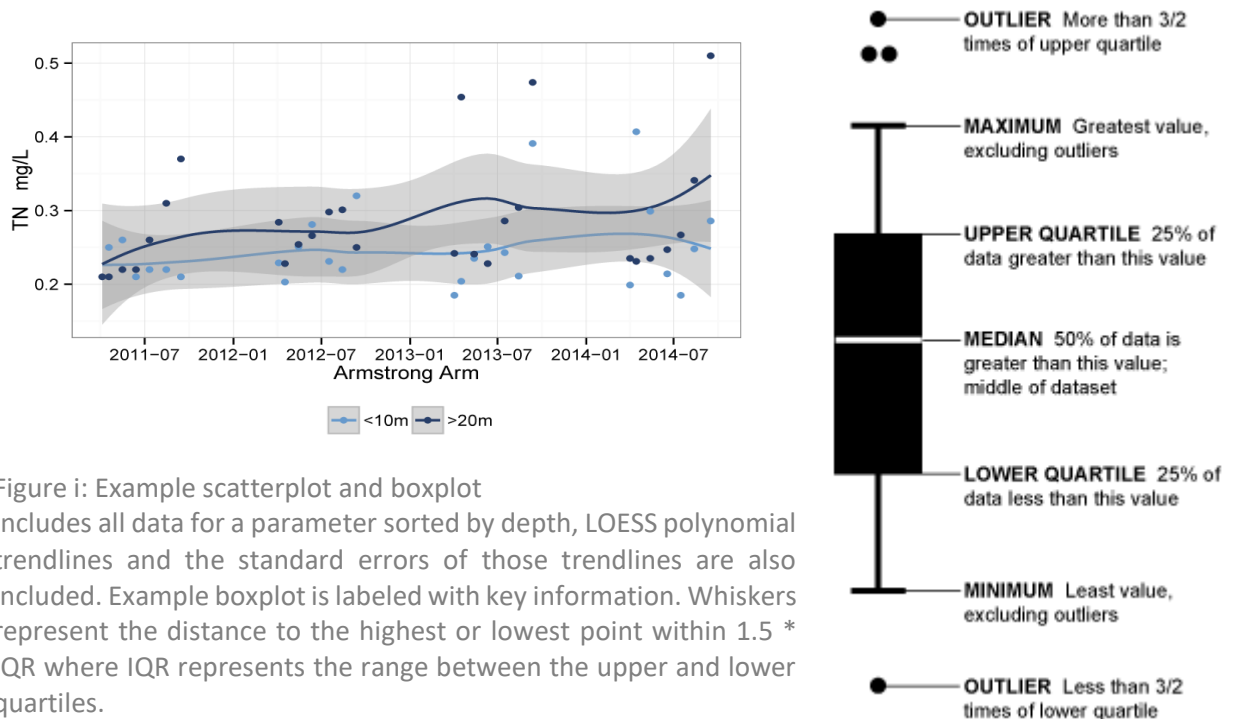 0.5
0.4
0.3
0.2
TN mg/L
2011-07 2012-01 2012-07 2013-01 2013-07 2014-01 2014-07
Armstrong Arm
<10m >20m
Figure i: Example scatterplot and boxplot
includes all data for a parameter sorted by depth, LOESS polynomial
trendlines and the standard errors of those trendlines are also
included. Example boxplot is labeled with key information. Whiskers
represent the distance to the highest or lowest point within 1.5 *
IQR where IQR represents the range between the upper and lower
quartiles.
OUTLIER More than 3/2
times of upper quartile
MAXIMUM Greatest value,
excluding outliers
UPPER QUARTILE 25% of
data greater than this value
MEDIAN 50% of data is
greater than this value;
middle of dataset
LOWER QUARTILE 25% of
data less than this value
MINIMUM Least value,
excluding outliers
OUTLIER Less than 3/2
times of lower quartile